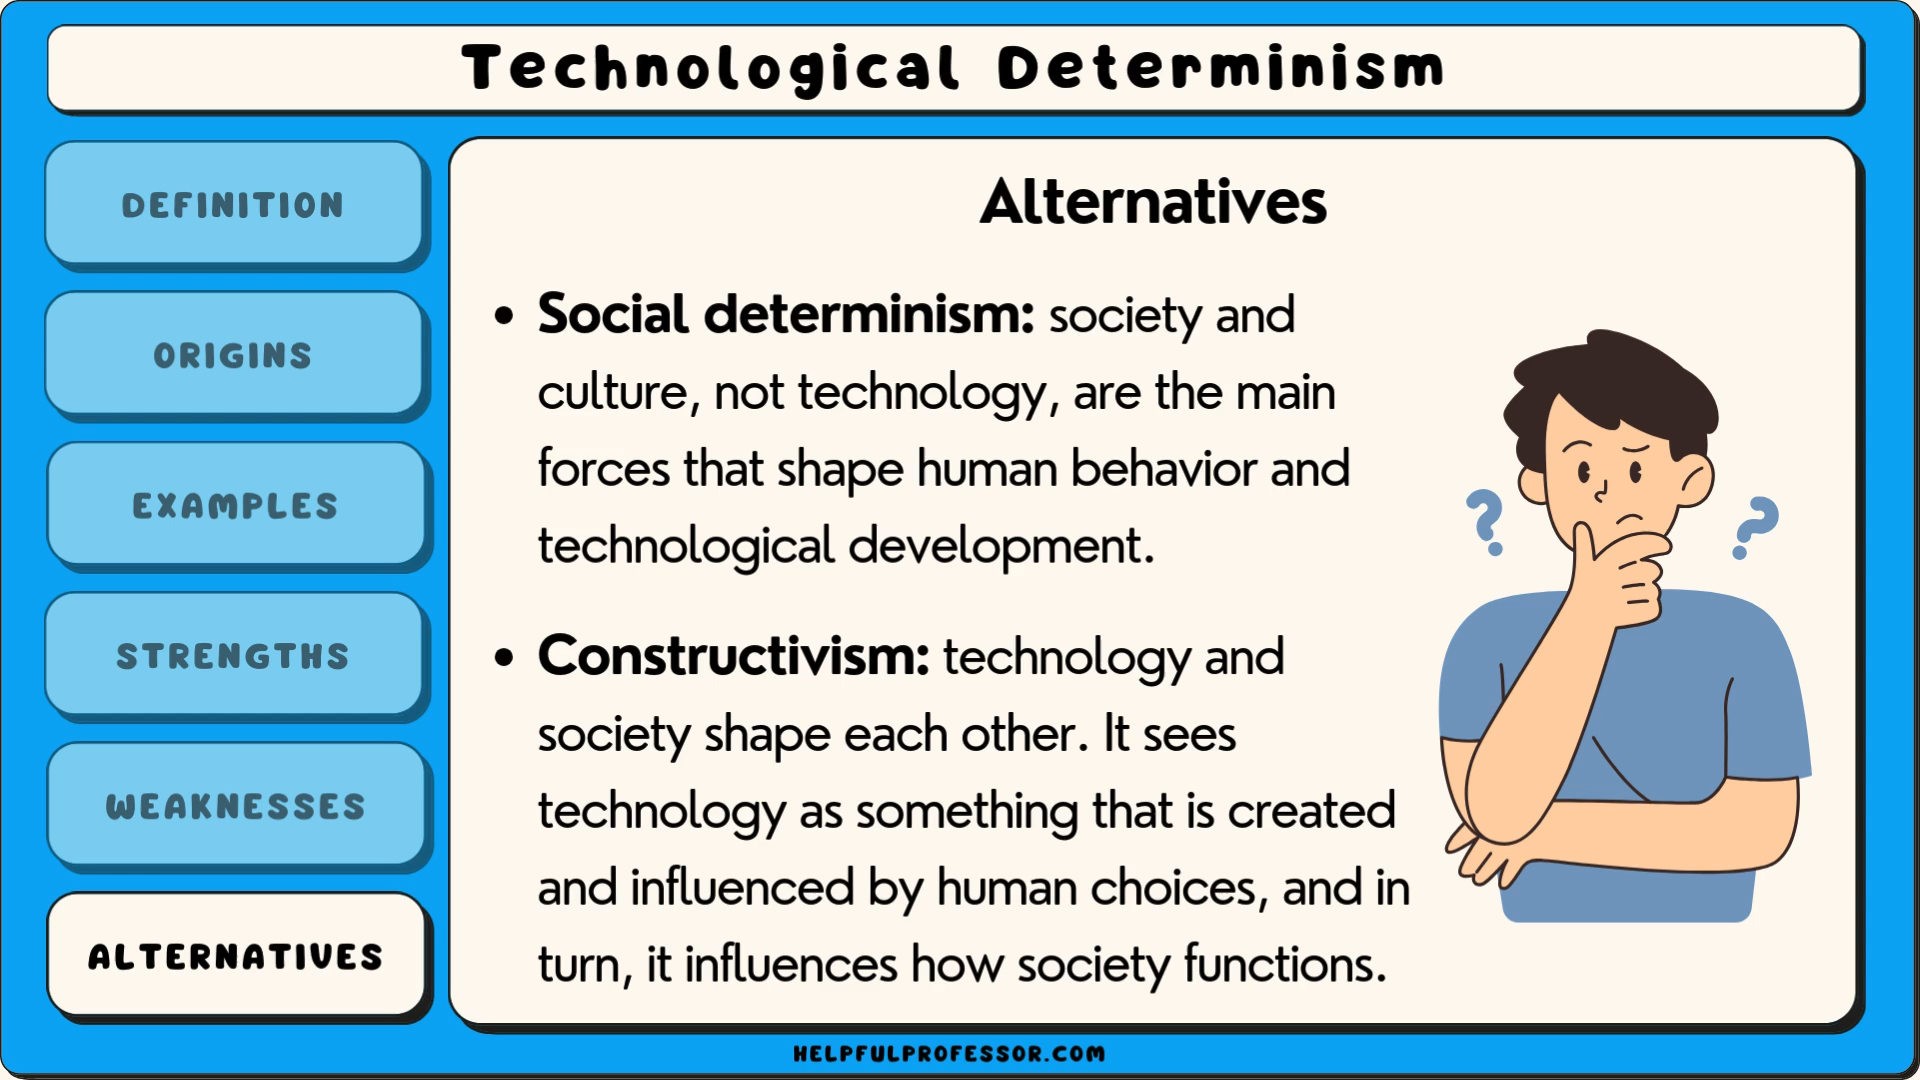 Technological Determinism
DEFINITION
ORIGINS
EXAMPLES
STRENGTHS
WEAKNESSES
ALTERNATIVES
Alternatives
• Social determinism: society and
culture, not technology, are the main
forces that shape human behavior and
technological development.
• Constructivism: technology and
society shape each other. It sees
technology as something that is created
and influenced by human choices, and in
turn, it influences how society functions.
?
?
HELPFULPROFESSOR.COM